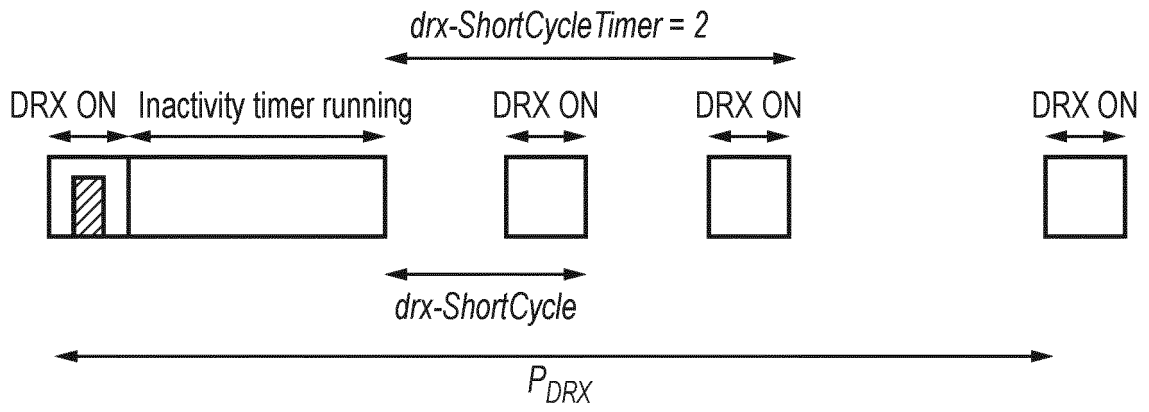 drx-ShortCycleTimer = 2
DRX ON Inactivity timer running DRX ON DRX ON DRX ON
drx-ShortCycle
PDRX